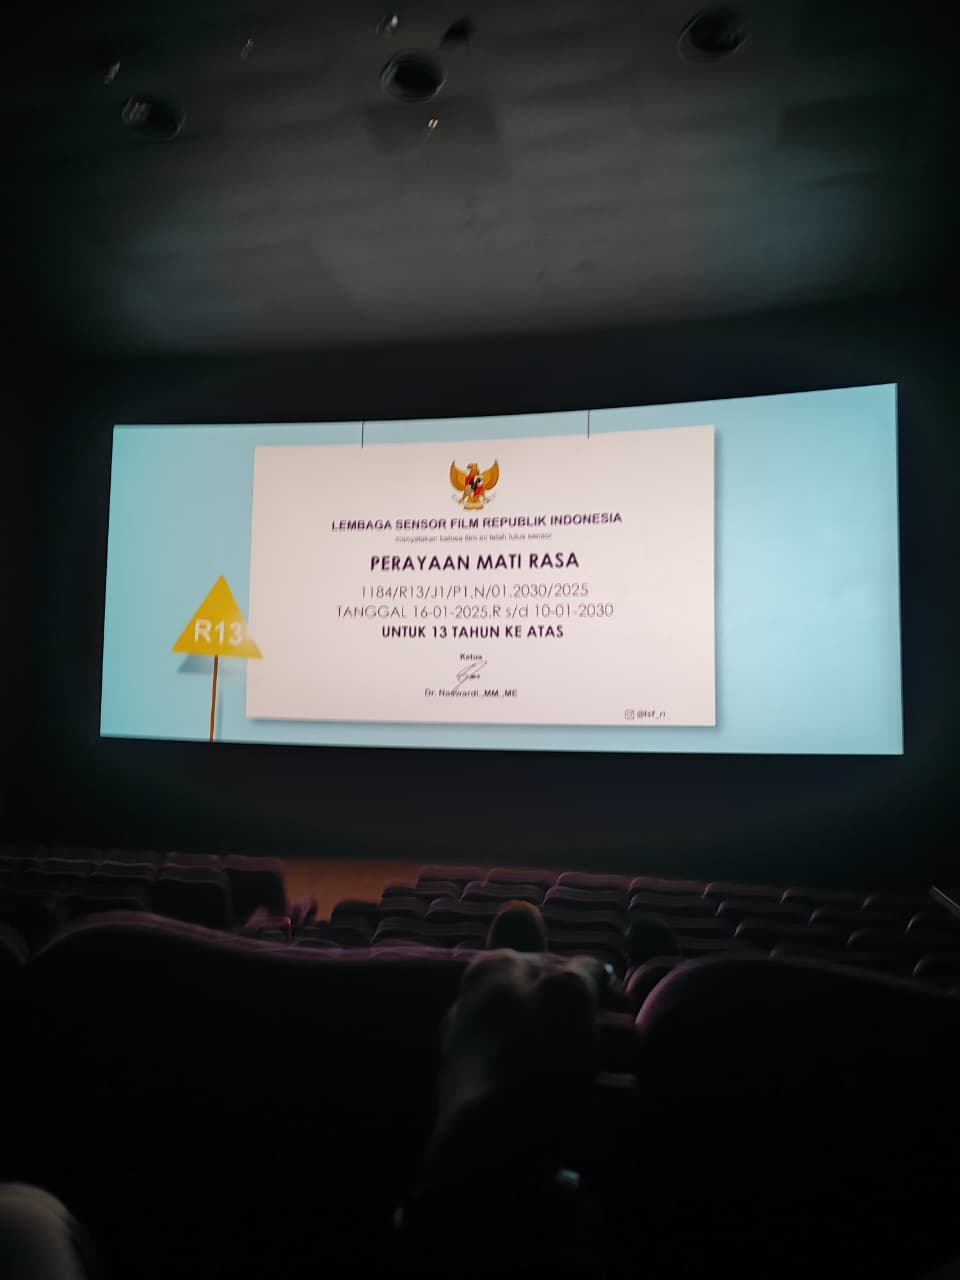 LEMBAGA SENSOR FILM REPUBLIK INDONESIA
menyatakan bahwa film ini telah lulus sensor
PERAYAAN MATI RASA
1184/R13/J1/P1.N/01.2030/2025
TANGGAL 16-01-2025.R s/d 10-01-2030
UNTUK 13 TAHUN KE ATAS
R13
Ketua
Dr. Naswardi.,MM.,ME
@lsf_ri